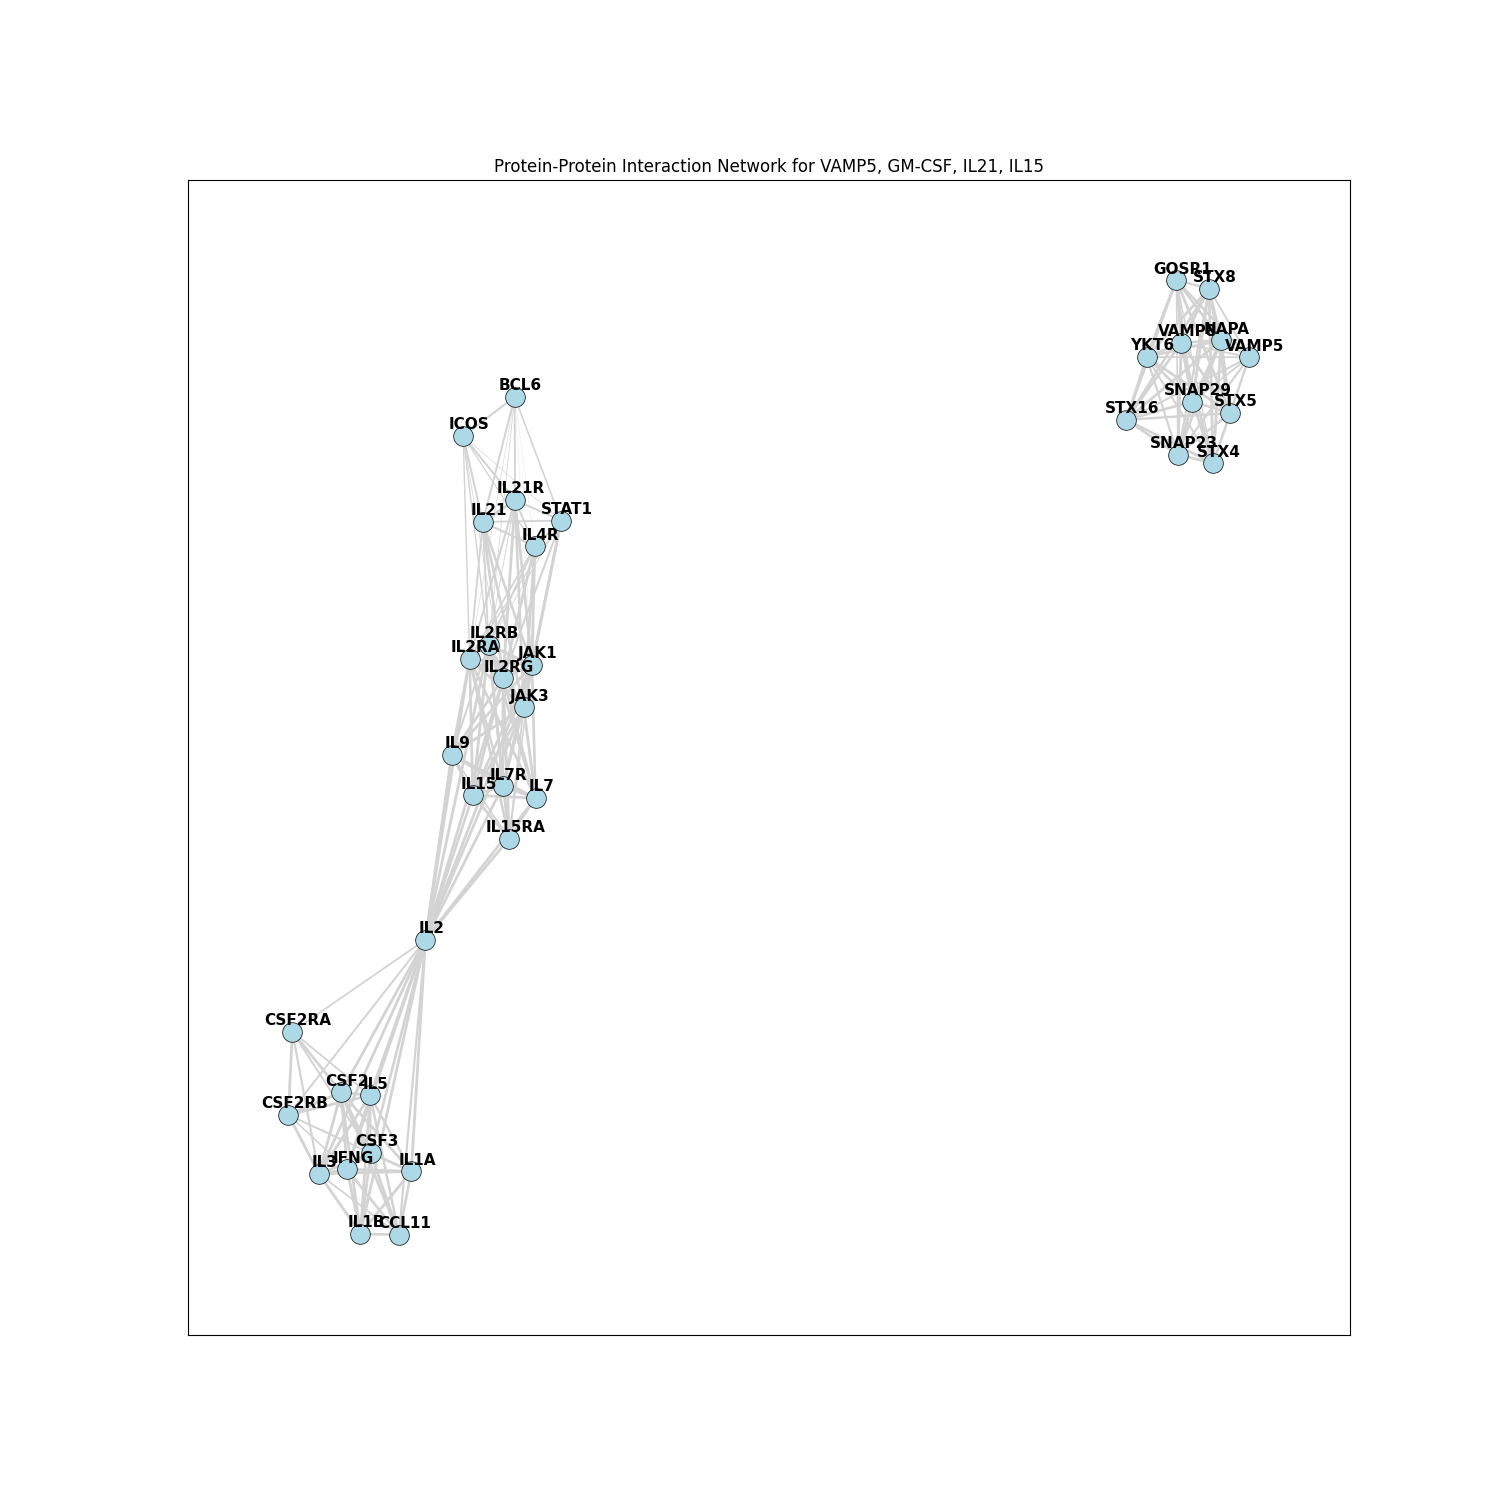 Protein-Protein Interaction Network for VAMP5, GM-CSF, IL21, IL15
GOSR1
STX8
VAMP8
NAPA
YKT6
VAMP5
BCL6
SNAP29
STX5
STX16
ICOS
SNAP23
STX4
IL21R
IL21
STAT1
IL4R
IL2RB
IL2RA
JAK1
IL2RG
JAK3
IL9
IL7R
IL15
IL7
IL15RA
IL2
CSF2RA
CSF2
IL5
CSF2RB
CSF3
IFNG
IL3
IL1A
IL1B
CCL11